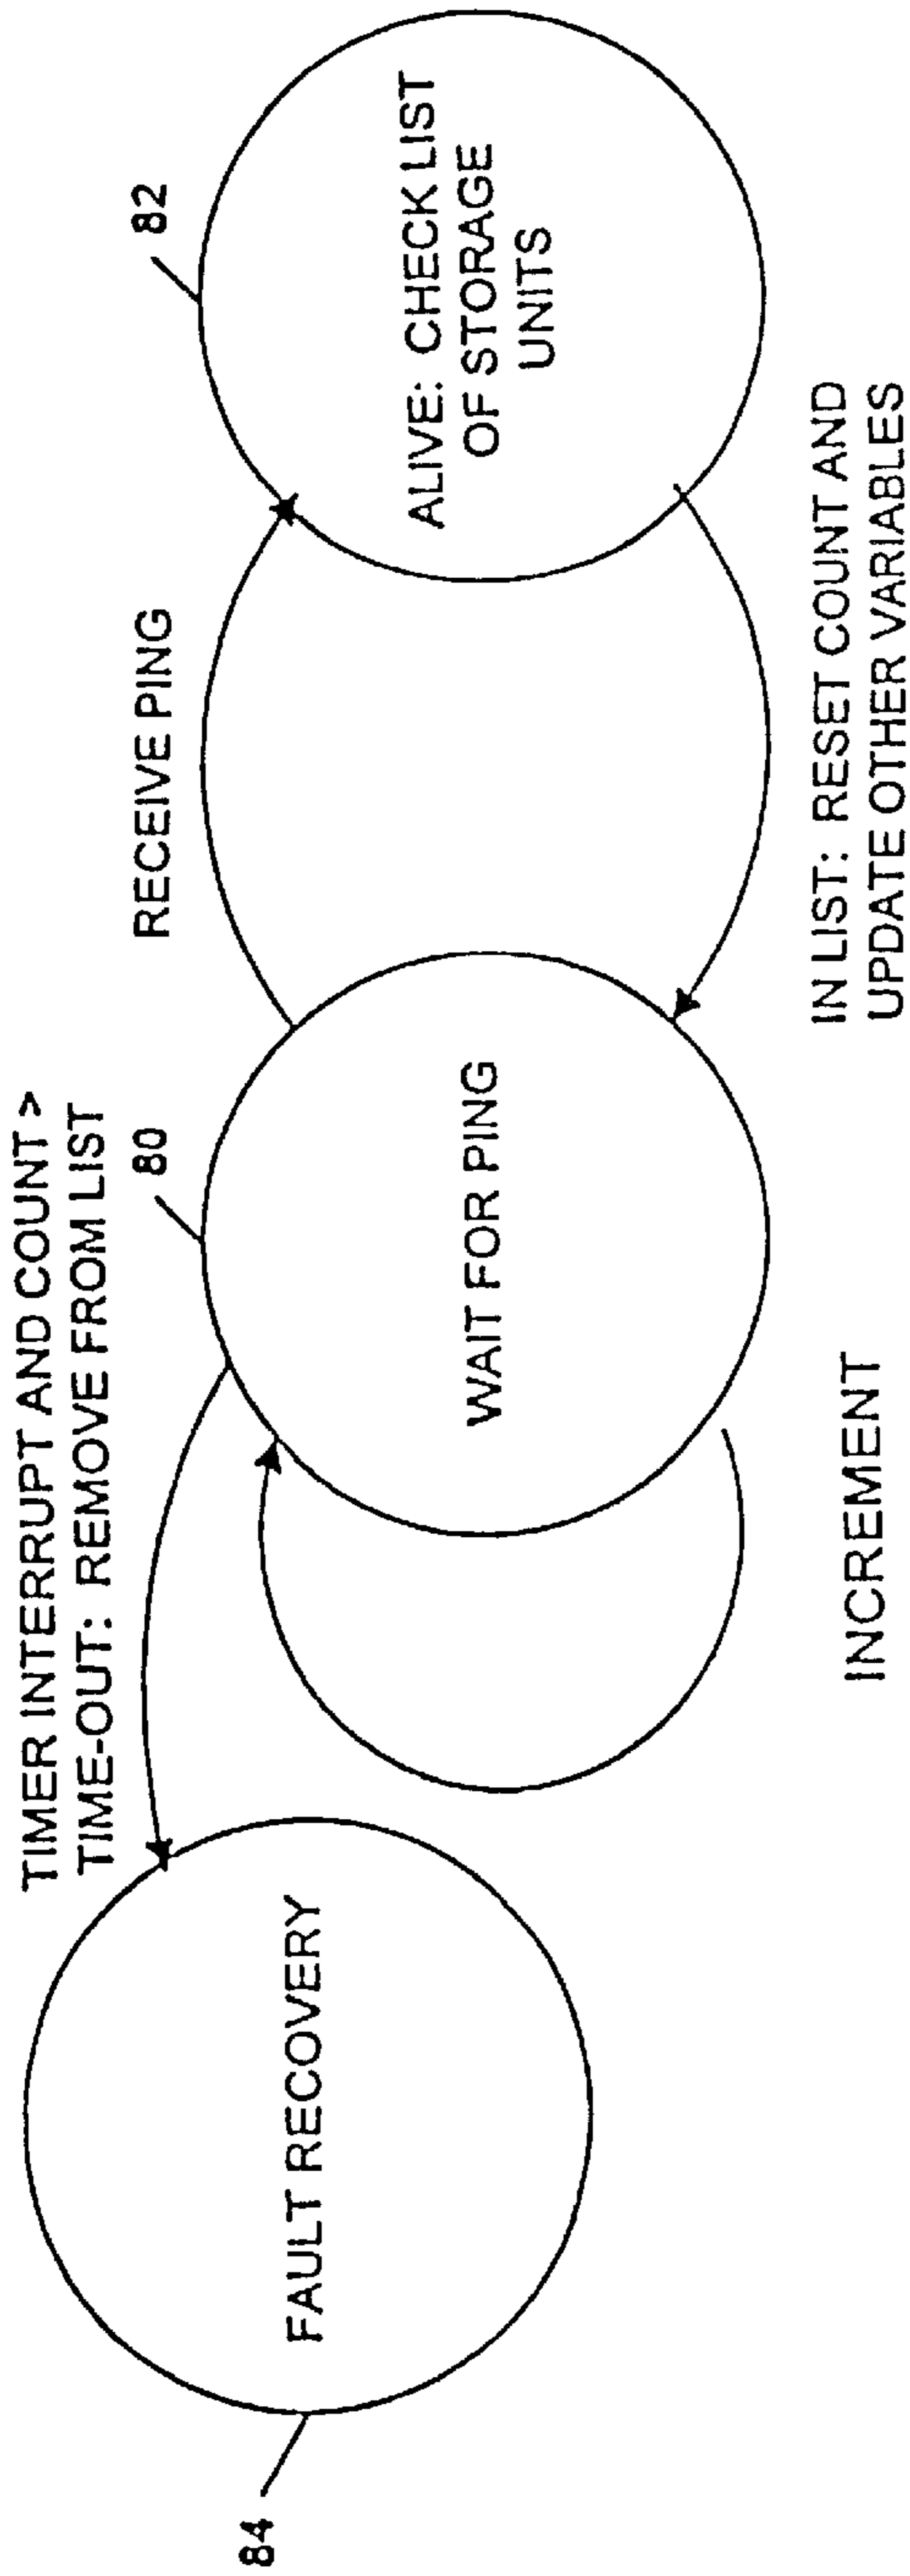 TIMER INTERRUPT AND COUNT >
TIME-OUT: REMOVE FROM LIST
84
FAULT RECOVERY
80
WAIT FOR PING
INCREMENT
RECEIVE PING
82
ALIVE: CHECK LIST
OF STORAGE
UNITS
IN LIST: RESET COUNT AND
UPDATE OTHER VARIABLES